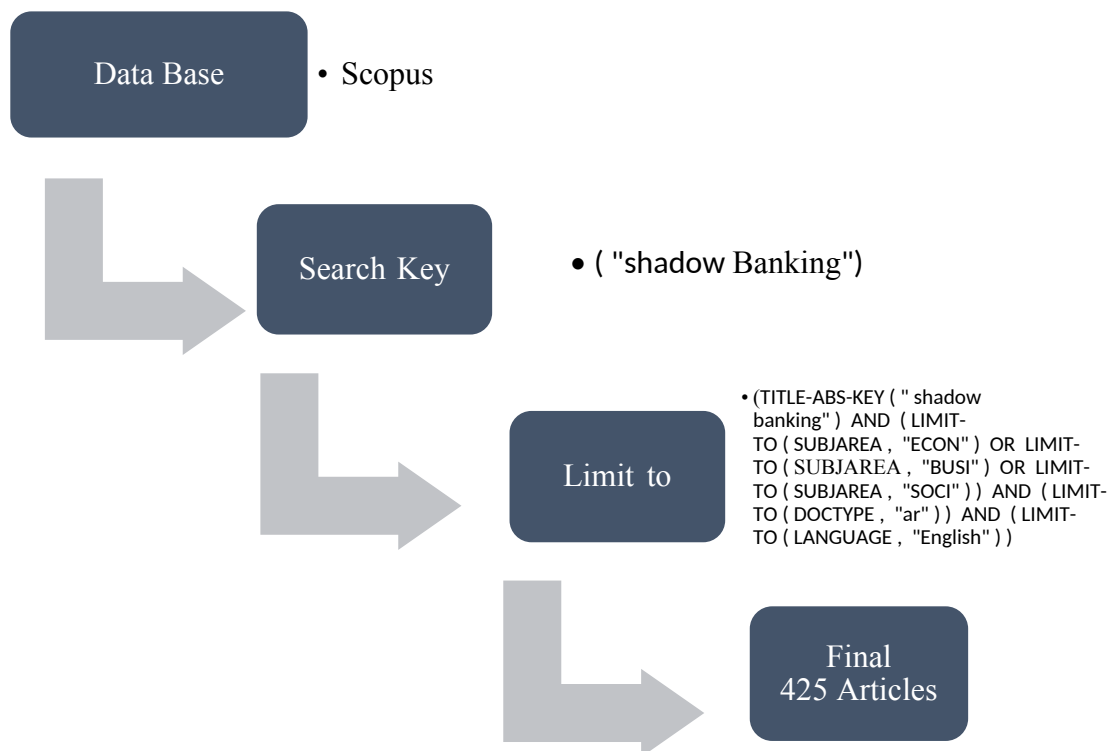 Data Base
• Scopus
Search Key
• ( "shadow Banking")
Limit to
• (TITLE-ABS-KEY ( " shadow
banking" ) AND ( LIMIT-
TO ( SUBJAREA , "ECON" ) OR LIMIT-
TO ( SUBJAREA , "BUSI" ) OR LIMIT-
TO ( SUBJAREA , "SOCI" ) ) AND ( LIMIT-
TO ( DOCTYPE , "ar" ) ) AND ( LIMIT-
TO ( LANGUAGE , "English" ) )
Final
425 Articles